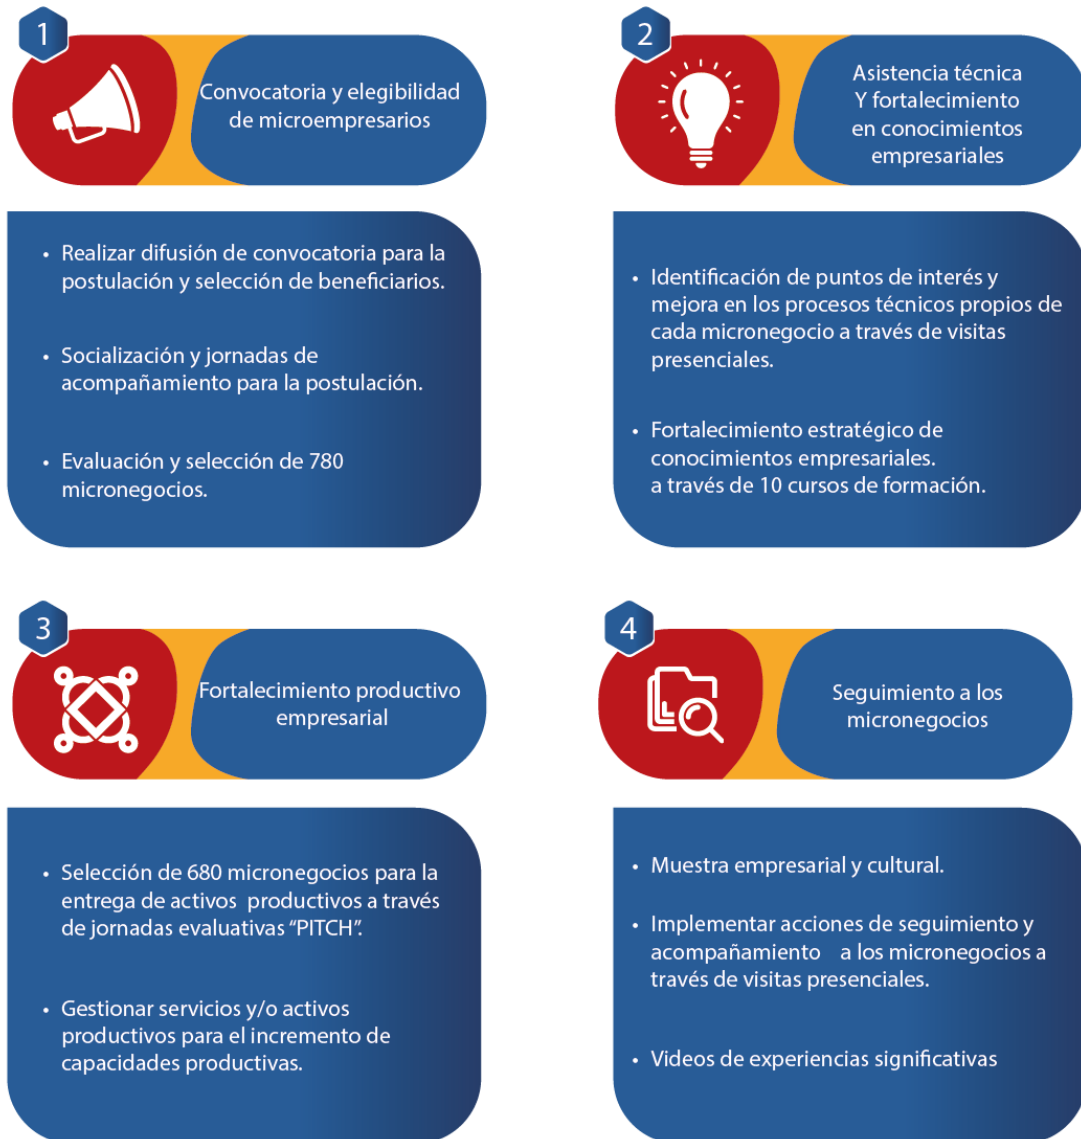 1
Convocatoria y elegibilidad
de microempresarios
• Realizar difusión de convocatoria para la
postulación y selección de beneficiarios.
• Socialización y jornadas de
acompañamiento para la postulación.
• Evaluación y selección de 780
micronegocios.
2
Asistencia técnica
Y fortalecimiento
en conocimientos
empresariales
• Identificación de puntos de interés y
mejora en los procesos técnicos propios de
cada micronegocio a través de visitas
presenciales.
• Fortalecimiento estratégico de
conocimientos empresariales.
a través de 10 cursos de formación.
3
Fortalecimiento productivo
empresarial
• Selección de 680 micronegocios para la
entrega de activos productivos a través
de jornadas evaluativas “PITCH”.
• Gestionar servicios y/o activos
productivos para el incremento de
capacidades productivas.
4
Seguimiento a los
micronegocios
• Muestra empresarial y cultural.
• Implementar acciones de seguimiento y
acompañamiento a los micronegocios a
través de visitas presenciales.
• Videos de experiencias significativas